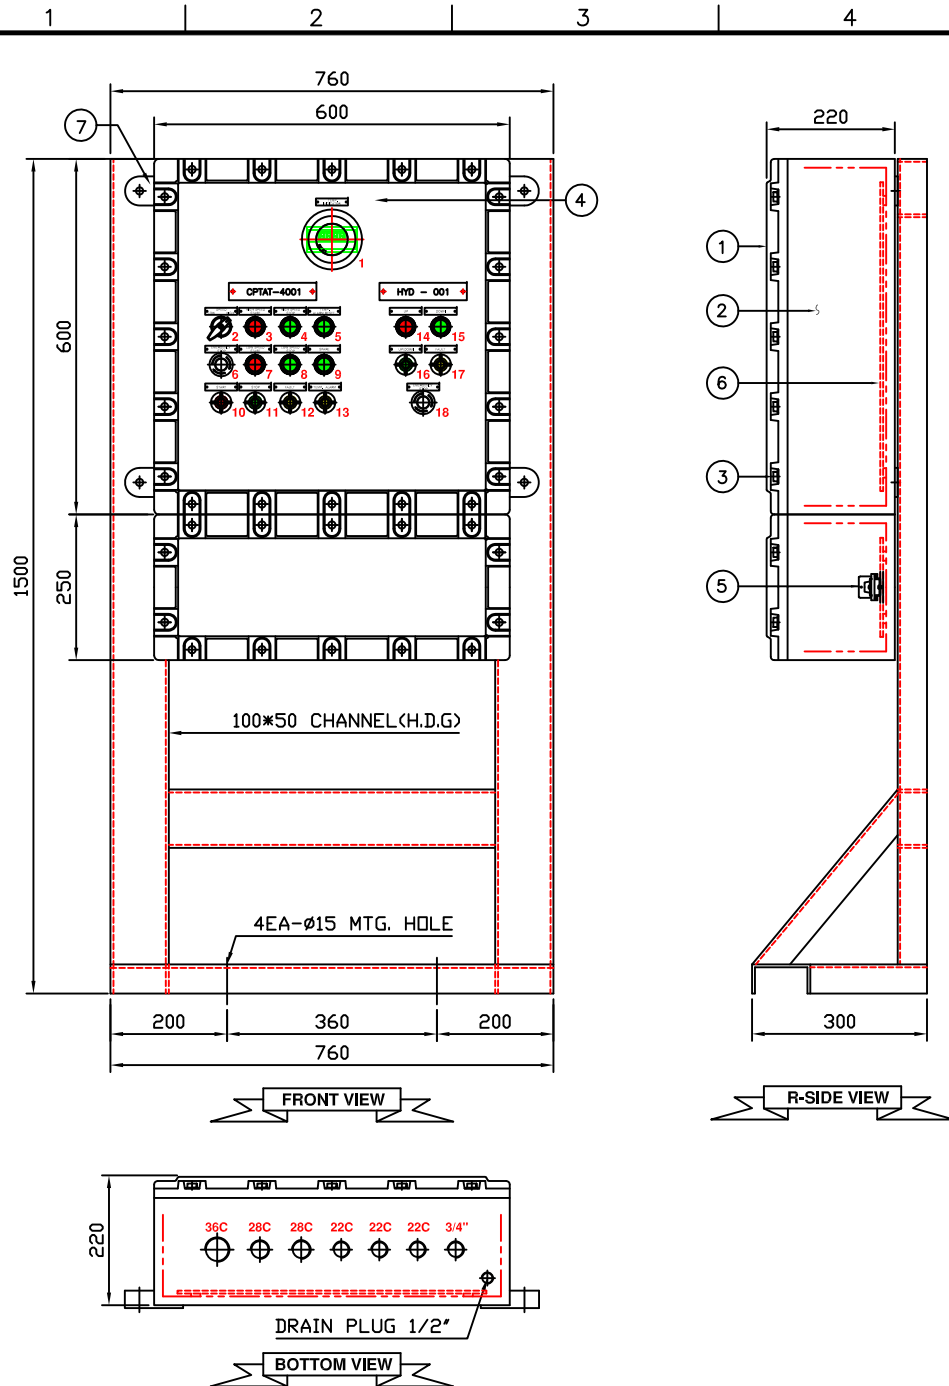 1 2 3 4
760
600
220
7
4
1
1
CPTAT-4001
HYD - 001
2 3 4 5
14 15
6 7 8 9
16 17
10 11 12 13
18
600
250
1500
1
2
6
3
5
100*50 CHANNEL(H.D.G)
4EA-Ø15 MTG. HOLE
200 360 200
760
300
FRONT VIEW
R-SIDE VIEW
36C 28C 28C 22C 22C 22C 3/4"
220
DRAIN PLUG 1/2"
BOTTOM VIEW